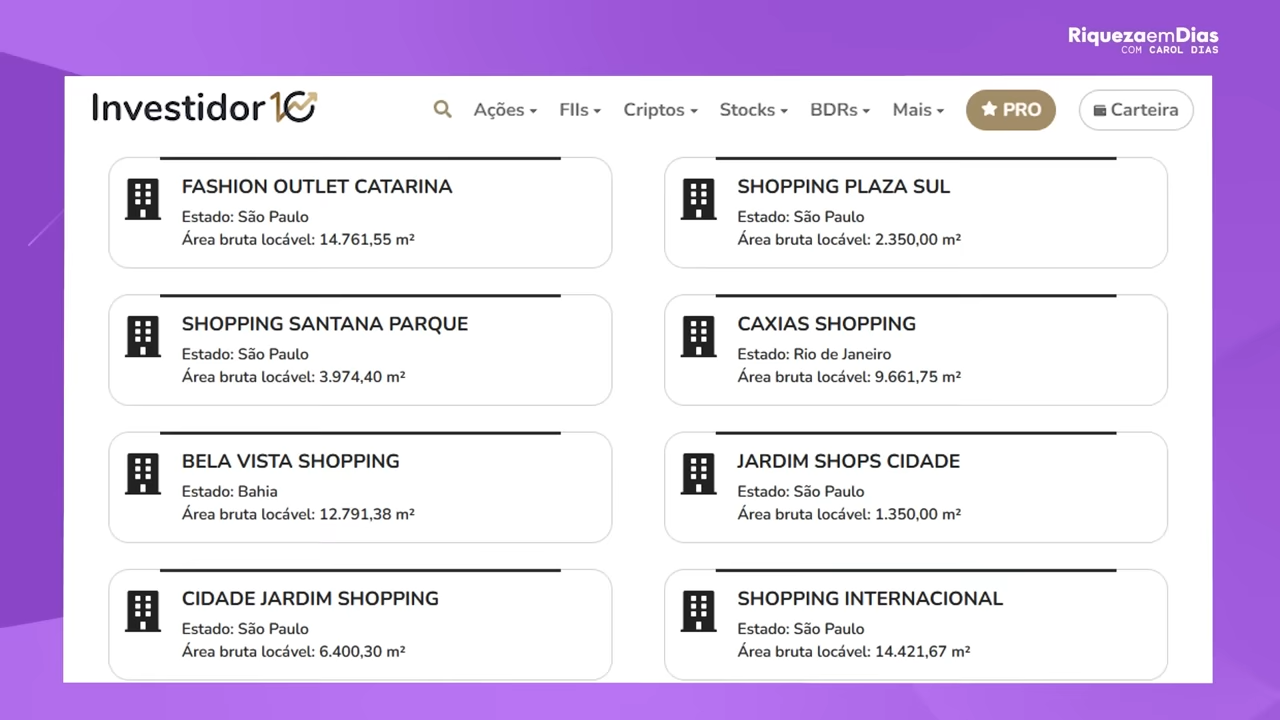 RiquezaemDias
COM CAROL DIAS
Investidor10
Ações FIIs Criptos Stocks BDRs Mais PRO Carteira
FASHION OUTLET CATARINA
Estado: São Paulo
Área bruta locável: 14.761,55 m²
SHOPPING PLAZA SUL
Estado: São Paulo
Área bruta locável: 2.350,00 m²
SHOPPING SANTANA PARQUE
Estado: São Paulo
Área bruta locável: 3.974,40 m²
CAXIAS SHOPPING
Estado: Rio de Janeiro
Área bruta locável: 9.661,75 m²
BELA VISTA SHOPPING
Estado: Bahia
Área bruta locável: 12.791,38 m²
JARDIM SHOPS CIDADE
Estado: São Paulo
Área bruta locável: 1.350,00 m²
CIDADE JARDIM SHOPPING
Estado: São Paulo
Área bruta locável: 6.400,30 m²
SHOPPING INTERNACIONAL
Estado: São Paulo
Área bruta locável: 14.421,67 m²